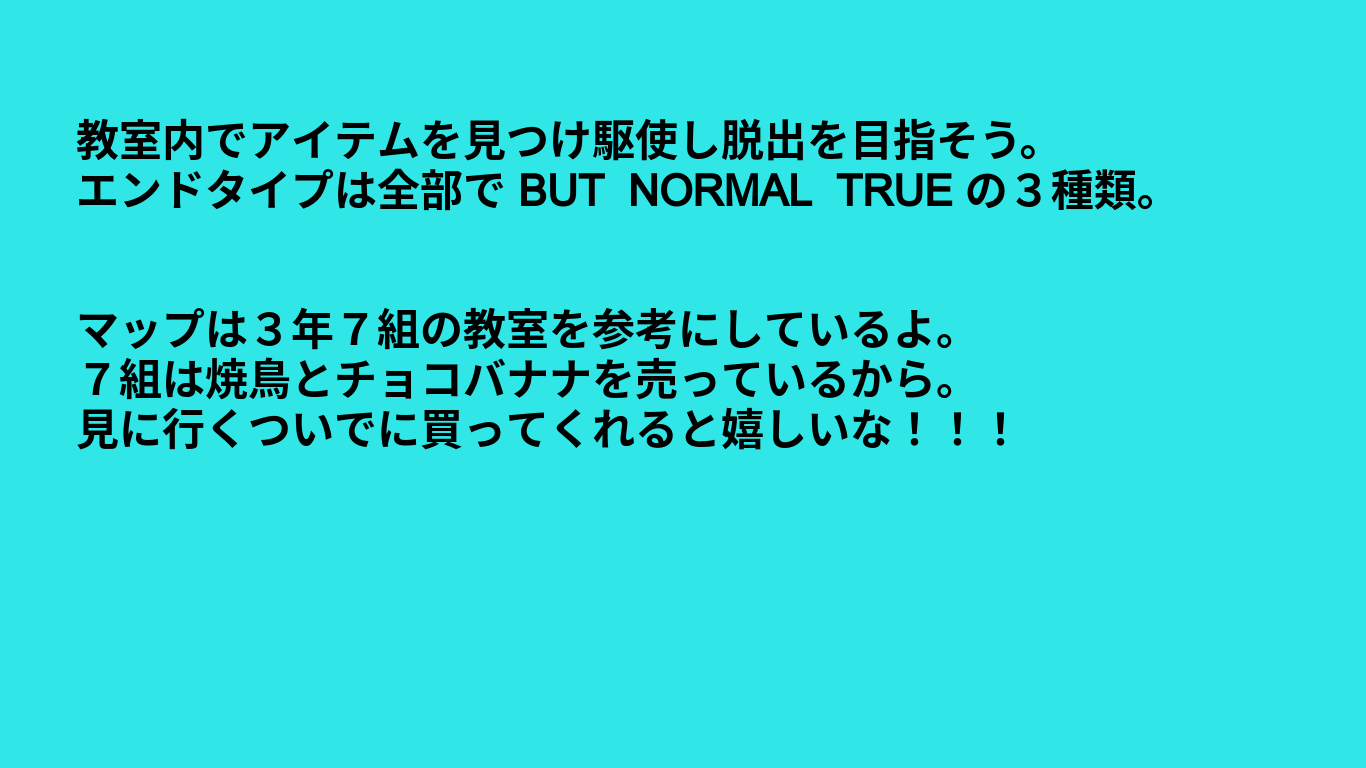 教室内でアイテムを見つけ駆使し脱出を目指そう。
エンドタイプは全部で BUT  NORMAL  TRUE の３種類。
マップは３年７組の教室を参考にしているよ。
７組は焼鳥とチョコバナナを売っているから。
見に行くついでに買ってくれると嬉しいな！！！